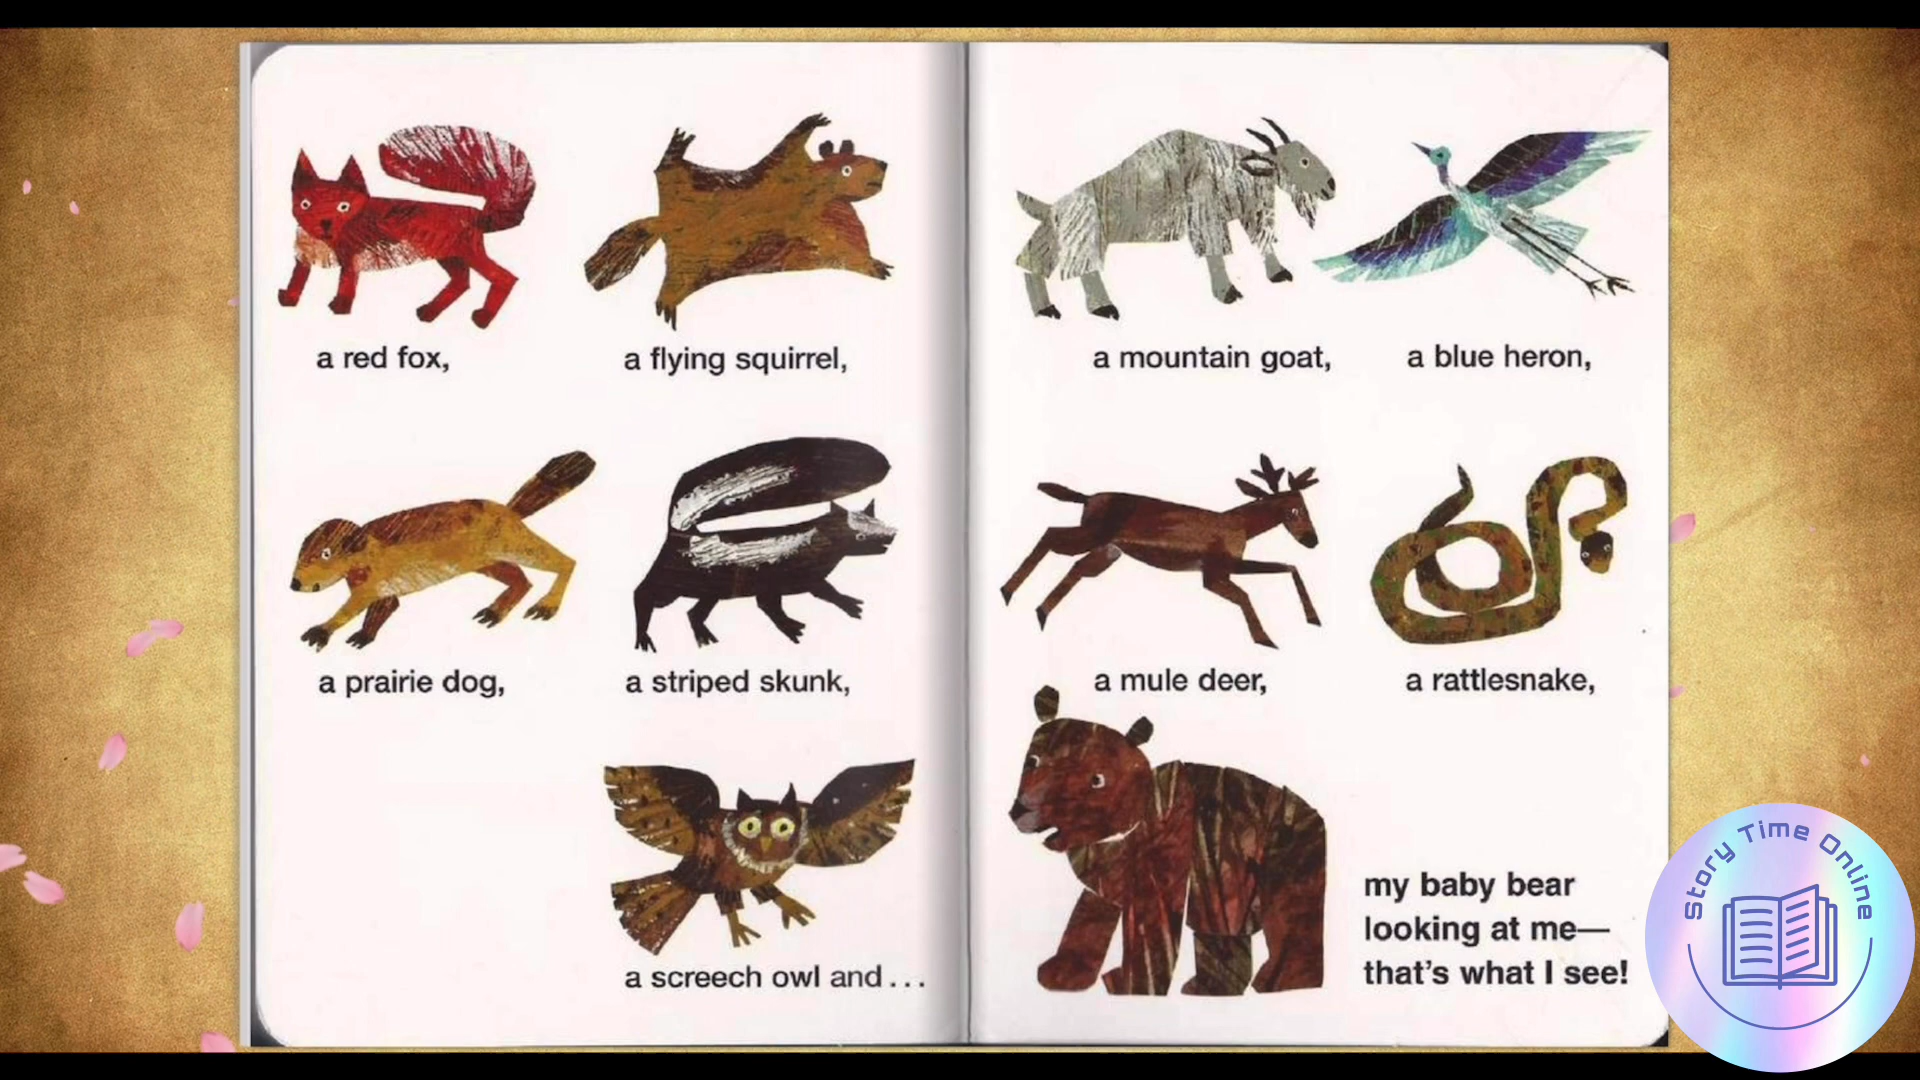 a red fox,
a flying squirrel,
a mountain goat,
a blue heron,
a prairie dog,
a striped skunk,
a mule deer,
a rattlesnake,
a screech owl and...
my baby bear
looking at me—
that's what I see!
Story Time Online